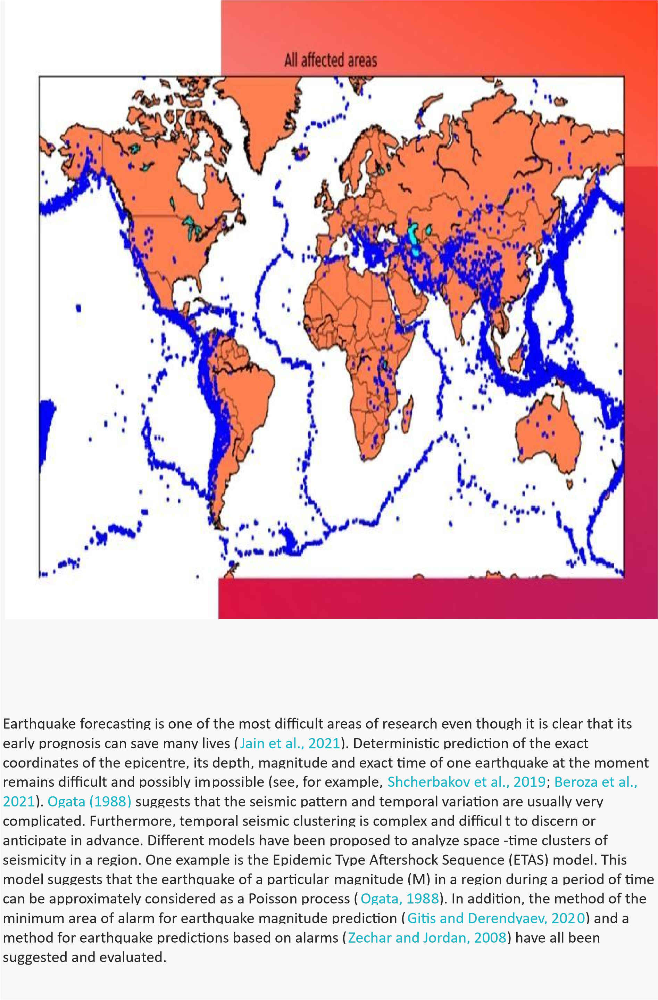 All affected areas
Earthquake forecasting is one of the most difficult areas of research even though it is clear that its
early prognosis can save many lives (Jain et al., 2021). Deterministic prediction of the exact
coordinates of the epicentre, its depth, magnitude and exact time of one earthquake at the moment
remains difficult and possibly impossible (see, for example, Shcherbakov et al., 2019; Beroza et al.,
2021). Ogata (1988) suggests that the seismic pattern and temporal variation are usually very
complicated. Furthermore, temporal seismic clustering is complex and difficul t to discern or
anticipate in advance. Different models have been proposed to analyze space -time clusters of
seismicity in a region. One example is the Epidemic Type Aftershock Sequence (ETAS) model. This
model suggests that the earthquake of a particular magnitude (M) in a region during a period of time
can be approximately considered as a Poisson process ( Ogata, 1988). In addition, the method of the
minimum area of alarm for earthquake magnitude prediction ( Gitis and Derendyaev, 2020) and a
method for earthquake predictions based on alarms ( Zechar and Jordan, 2008) have all been
suggested and evaluated.